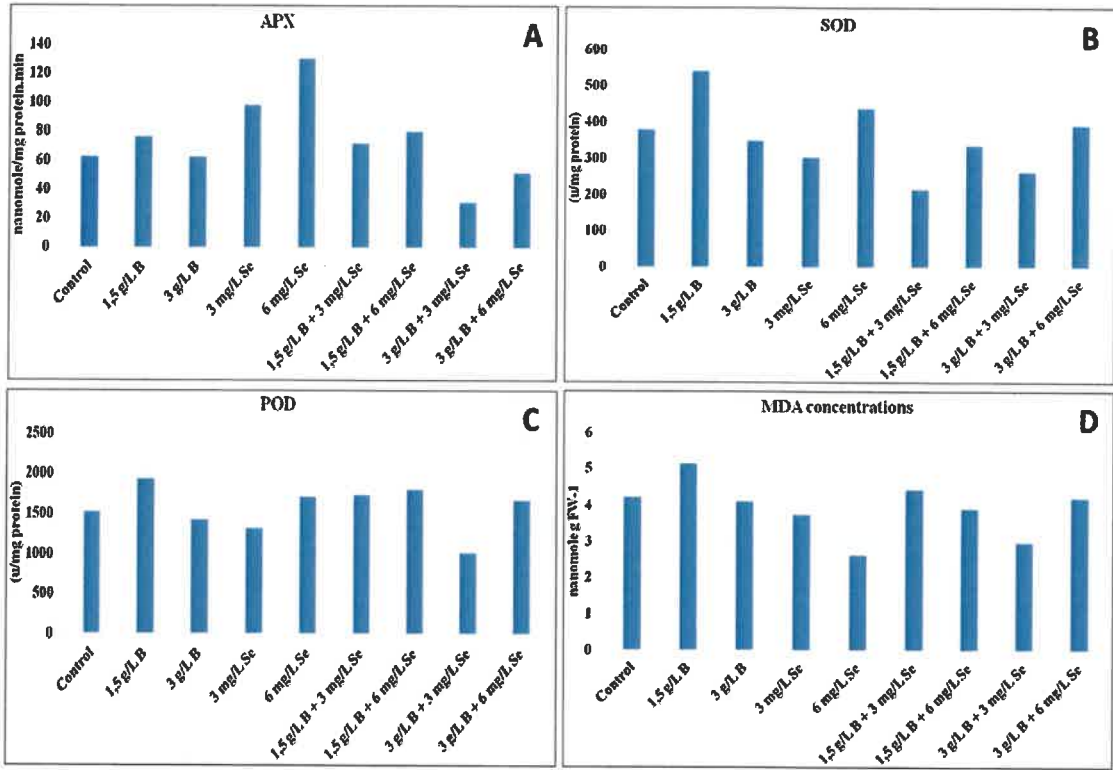 APX
A
nanomole/mg protein.min
140
120
100
80
60
40
20
0
Control
1,5 g/L B
3 g/L B
3 mg/L Se
6 mg/L Se
1,5 g/L B + 3 mg/L Se
1,5 g/L B + 6 mg/L Se
3 g/L B + 3 mg/L Se
3 g/L B + 6 mg/L Se
SOD
B
(u/mg protein)
600
500
400
300
200
100
0
Control
1,5 g/L B
3 g/L B
3 mg/L Se
6 mg/L Se
1,5 g/L B + 3 mg/L Se
1,5 g/L B + 6 mg/L Se
3 g/L B + 3 mg/L Se
3 g/L B + 6 mg/L Se
POD
C
(u/mg protein)
2500
2000
1500
1000
500
0
Control
1,5 g/L B
3 g/L B
3 mg/L Se
6 mg/L Se
1,5 g/L B + 3 mg/L Se
1,5 g/L B + 6 mg/L Se
3 g/L B + 3 mg/L Se
3 g/L B + 6 mg/L Se
MDA concentrations
D
nanomole g FW-1
6
5
4
3
2
1
0
Control
1,5 g/L B
3 g/L B
3 mg/L Se
6 mg/L Se
1,5 g/L B + 3 mg/L Se
1,5 g/L B + 6 mg/L Se
3 g/L B + 3 mg/L Se
3 g/L B + 6 mg/L Se